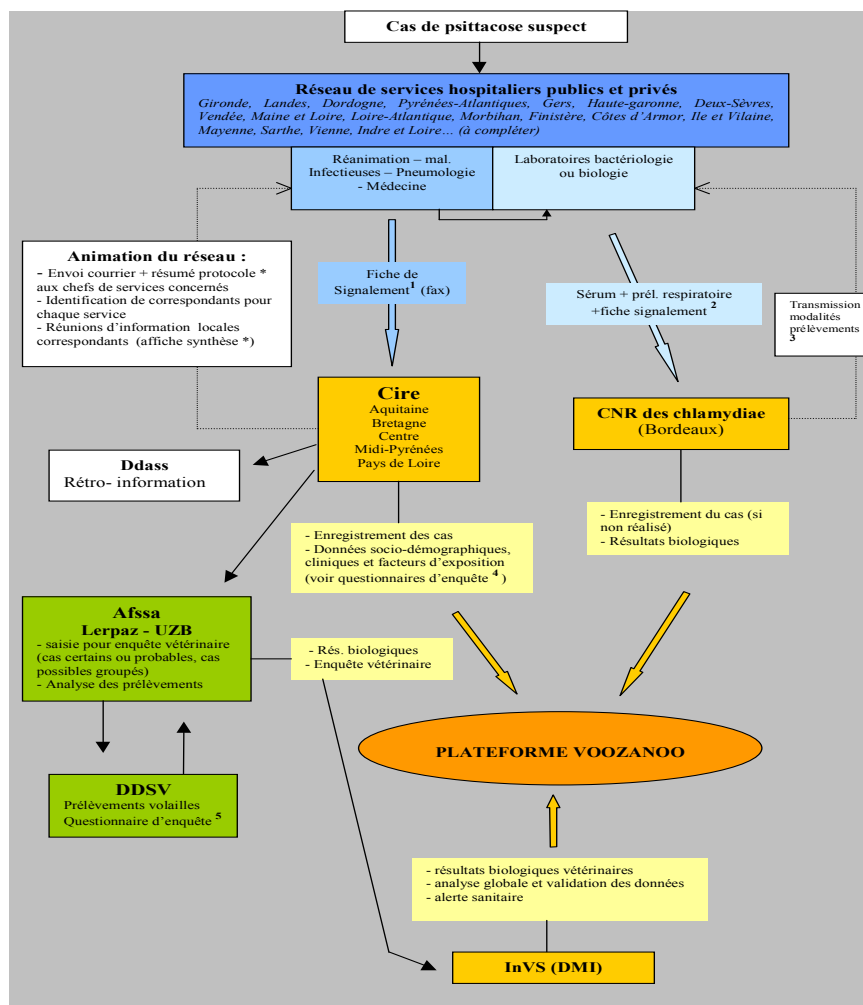 Cas de psittacose suspect
Réseau de services hospitaliers publics et privés
Gironde, Landes, Dordogne, Pyrénées-Atlantiques, Gers, Haute-garonne, Deux-Sèvres,
Vendée, Maine et Loire, Loire-Atlantique, Morbihan, Finistère, Côtes d'Armor, Ile et Vilaine,
Mayenne, Sarthe, Vienne, Indre et Loire… (à compléter)
Réanimation – mal.
Infectieuses – Pneumologie
- Médecine
Laboratoires bactériologie
ou biologie
Animation du réseau :
- Envoi courrier + résumé protocole *
aux chefs de services concernés
- Identification de correspondants pour
chaque service
- Réunions d'information locales
correspondants (affiche synthèse *)
Fiche de
Signalement 1 (fax)
Sérum + prél. respiratoire
+fiche signalement 2
Transmission
modalités
prélèvements
3
Cire
Aquitaine
Bretagne
Centre
Midi-Pyrénées
Pays de Loire
CNR des chlamydiae
(Bordeaux)
Ddass
Rétro- information
- Enregistrement des cas
- Données socio-démographiques,
cliniques et facteurs d'exposition
(voir questionnaires d'enquête 4 )
- Enregistrement du cas (si
non réalisé)
- Résultats biologiques
Afssa
Lerpaz - UZB
- saisie pour enquête vétérinaire
(cas certains ou probables, cas
possibles groupés)
- Analyse des prélèvements
- Rés. biologiques
- Enquête vétérinaire
PLATEFORME VOOZANOO
DDSV
Prélèvements volailles
Questionnaire d'enquête 5
- résultats biologiques vétérinaires
- analyse globale et validation des données
- alerte sanitaire
InVS (DMI)